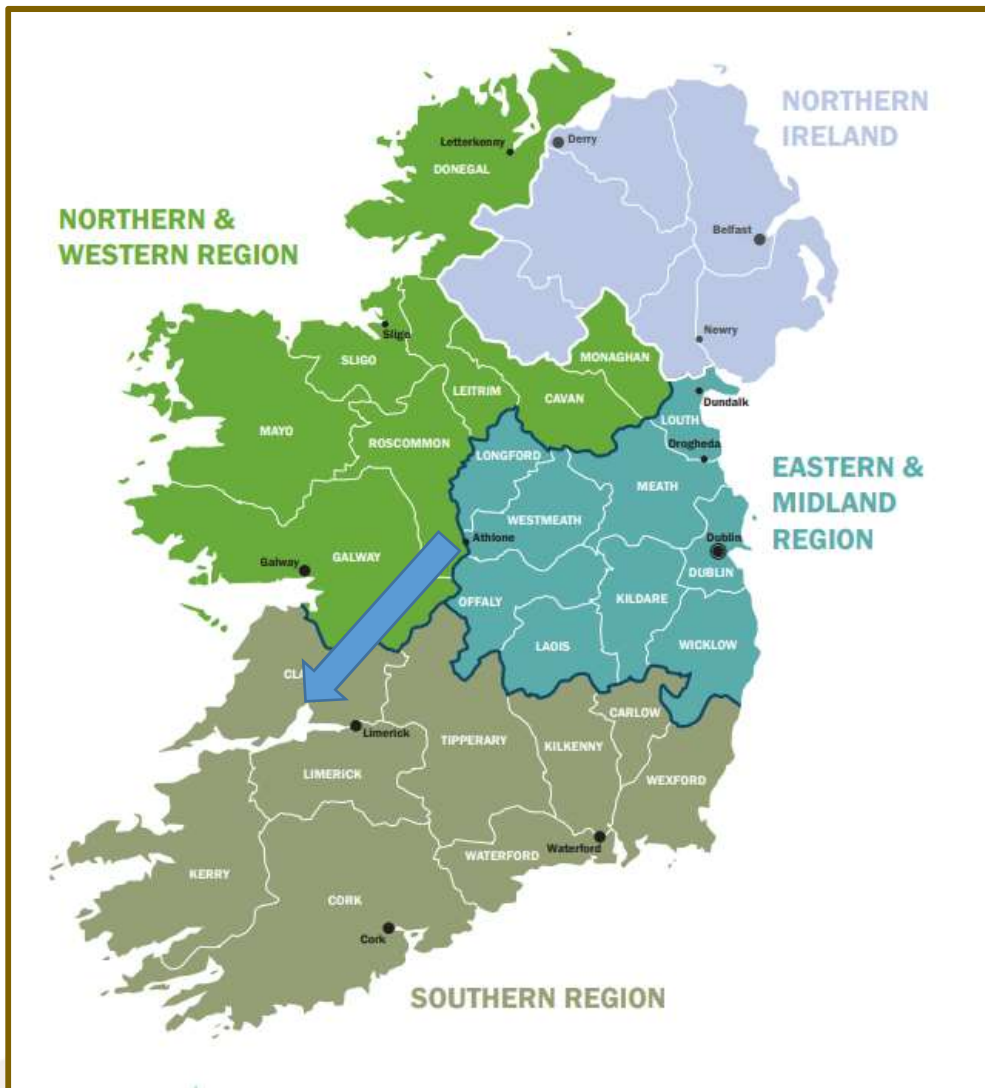 NORTHERN
IRELAND
Letterkenny
Derry
DONEGAL
NORTHERN &
WESTERN REGION
Belfast
Sligo
Newry
SLIGO
MONAGHAN
LEITRIM
CAVAN
Dundalk
LOUTH
MAYO
ROSCOMMON
Drogheda
LONGFORD
EASTERN &
MIDLAND
REGION
MEATH
WESTMEATH
Athlone
Dublin
Galway
GALWAY
DUBLIN
OFFALY
KILDARE
LAOIS
WICKLOW
CLA
CARLOW
Limerick
TIPPERARY
KILKENNY
LIMERICK
WEXFORD
Waterford
WATERFORD
KERRY
CORK
Cork
SOUTHERN REGION